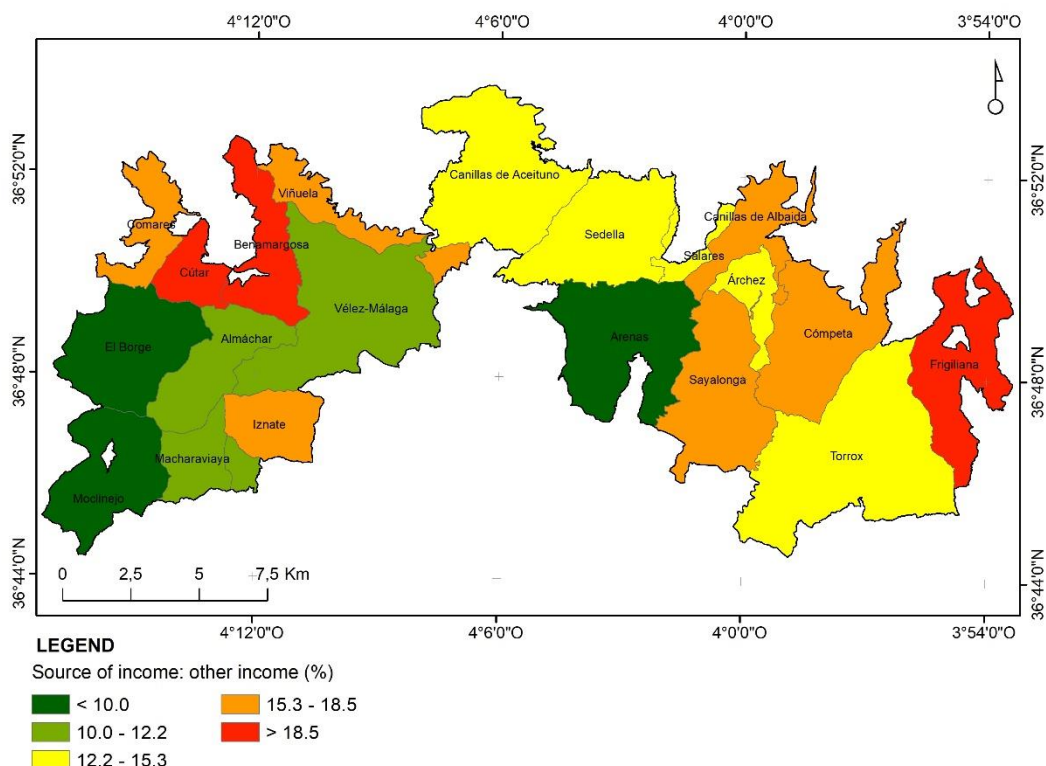 4°12'0"O 4°6'0"O 4°0'0"O 3°54'0"O
36°52'0"N 36°52'0"N
Canillas de Aceituno
Viñuela
Comares
Canillas de Albaida
Benamargosa
Sedella
Salares
Cútar
Árchez
Vélez-Málaga
Almáchar
Arenas
Cómpeta
El Borge
Frigiliana
36°48'0"N 36°48'0"N
Sayalonga
Iznate
Macharaviaya
Torrox
Moclinejo
36°44'0"N 36°44'0"N
0 2,5 5 7,5 Km
4°12'0"O 4°6'0"O 4°0'0"O 3°54'0"O
LEGEND
Source of income: other income (%)
< 10.0
10.0 - 12.2
12.2 - 15.3
15.3 - 18.5
> 18.5